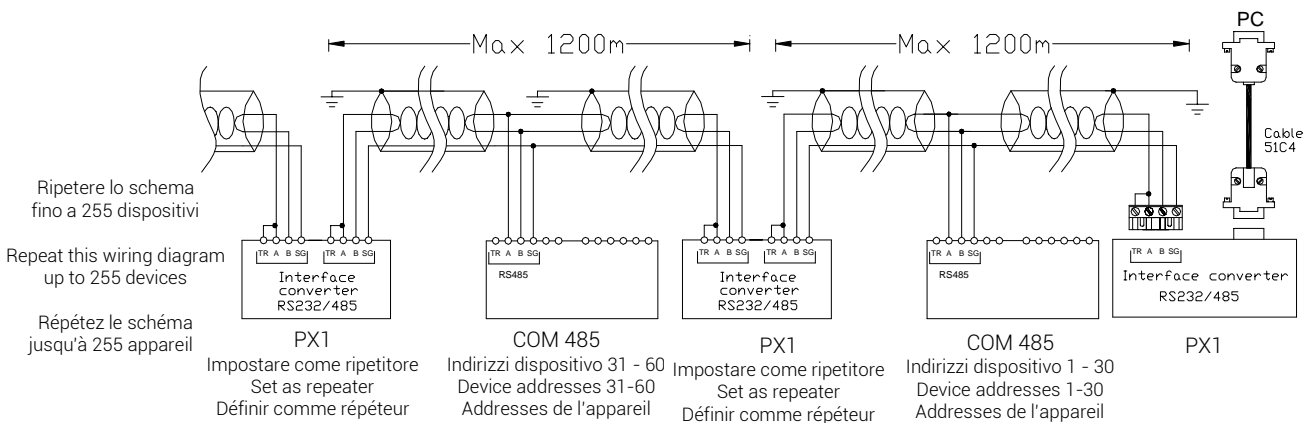 PC
Max 1200m
Max 1200m
Cable
51C4
Ripetere lo schema
fino a 255 dispositivi
Repeat this wiring diagram
up to 255 devices
Répétez le schéma
jusqu'à 255 appareil
TR A B SG
TR A B SG
Interface
converter
RS232/485
PX1
Impostare come ripetitore
Set as repeater
Définir comme répéteur
TR A B SG
RS485
COM 485
Indirizzi dispositivo 31 - 60
Device addresses 31-60
Addresses de l'appareil
TR A B SG
TR A B SG
Interface
converter
RS232/485
PX1
Impostare come ripetitore
Set as repeater
Définir comme répéteur
TR A B SG
RS485
COM 485
Indirizzi dispositivo 1 - 30
Device addresses 1-30
Addresses de l'appareil
TR A B SG
Interface converter
RS232/485
PX1